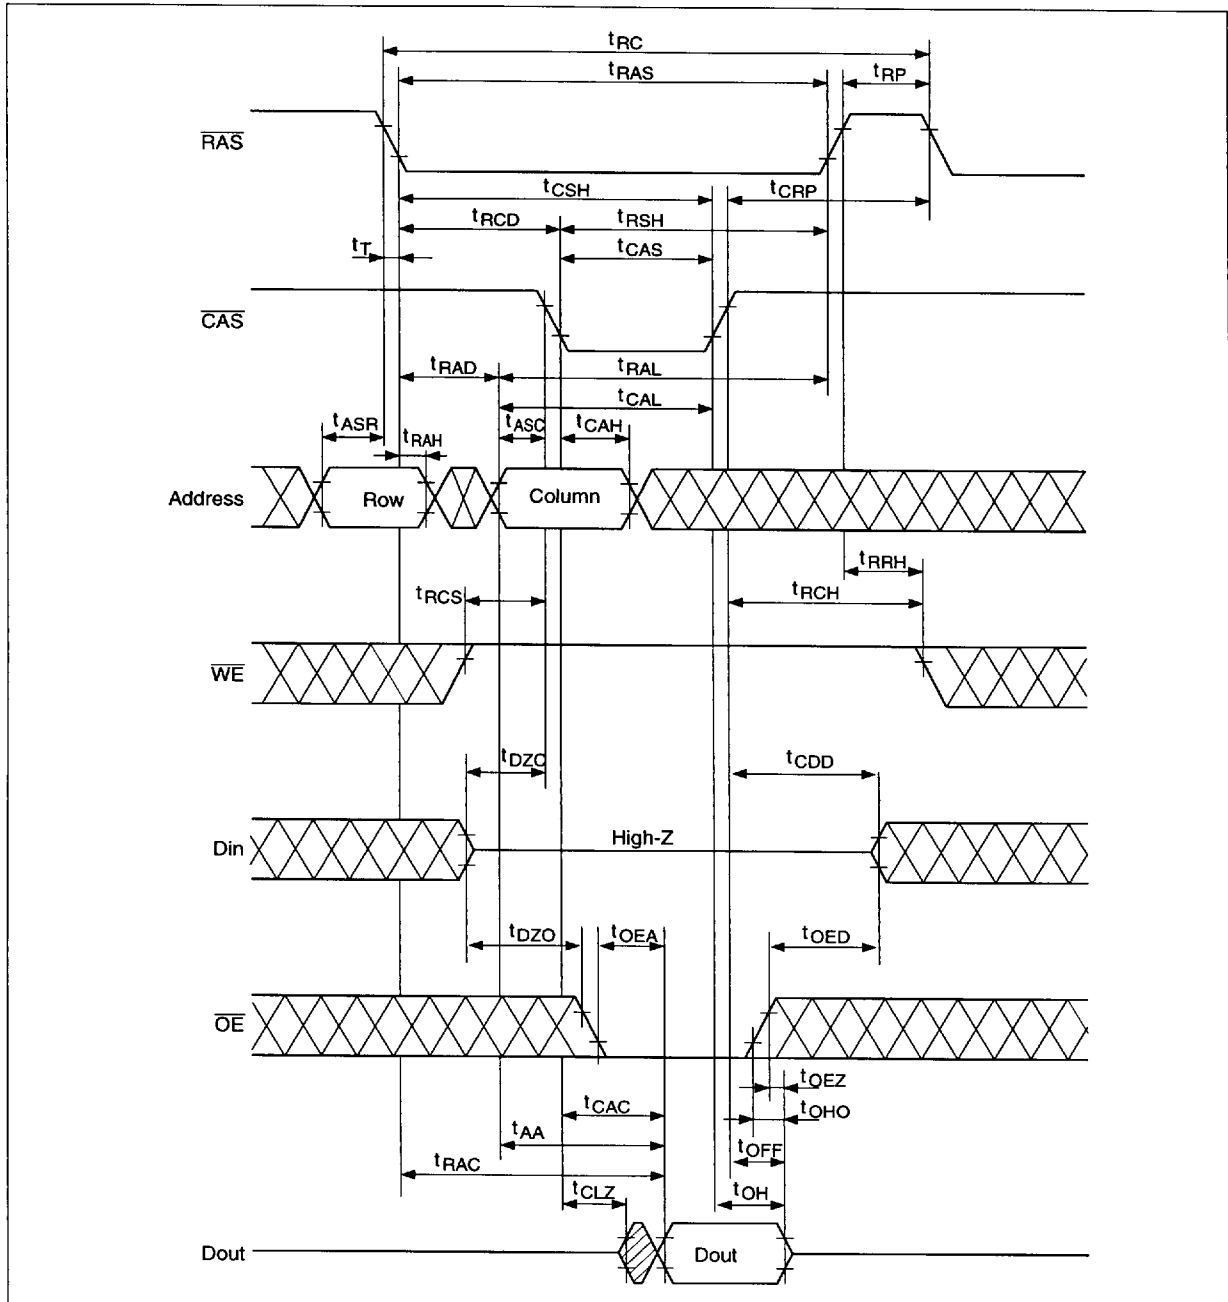 tRC
tRAS
tRP
RAS
tCSH
tCRP
tRCD
tRSH
tT
tCAS
CAS
tRAD
tRAL
tCAL
tASR
tRAH
tASC
tCAH
Address
Row
Column
tRRH
tRCS
tRCH
WE
tDZC
tCDD
Din
High-Z
tDZO
tOEA
tOED
OE
tOEZ
tCAC
tOHO
tAA
tOFF
tRAC
tCLZ
tOH
Dout
Dout